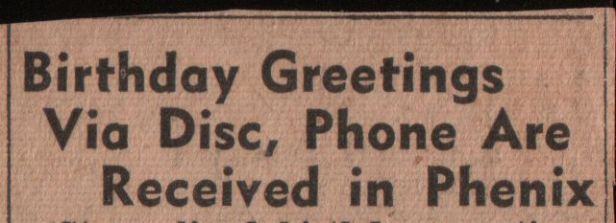 Birthday Greetings
Via Disc, Phone Are
Received in Phenix